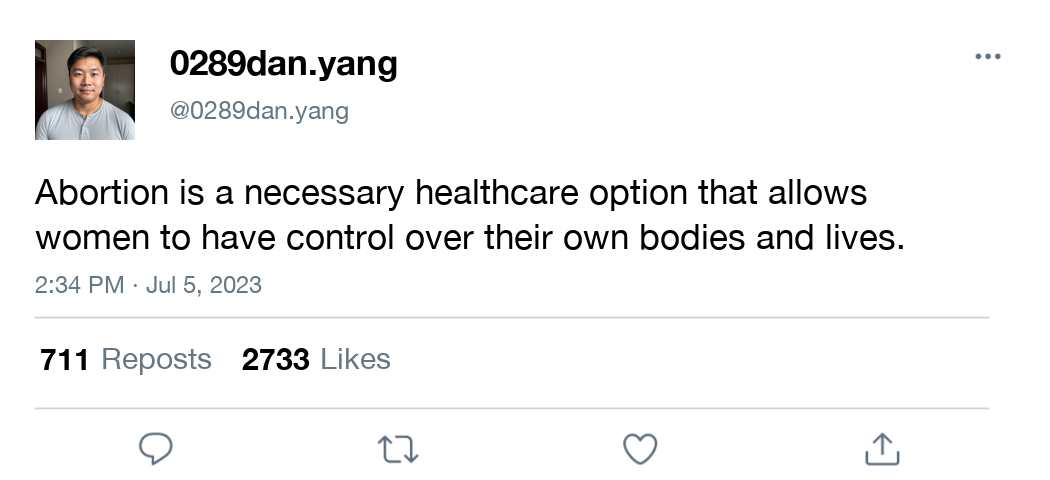 0289dan.yang
@0289dan.yang
Abortion is a necessary healthcare option that allows
women to have control over their own bodies and lives.
2:34 PM · Jul 5, 2023
711 Reposts 2733 Likes